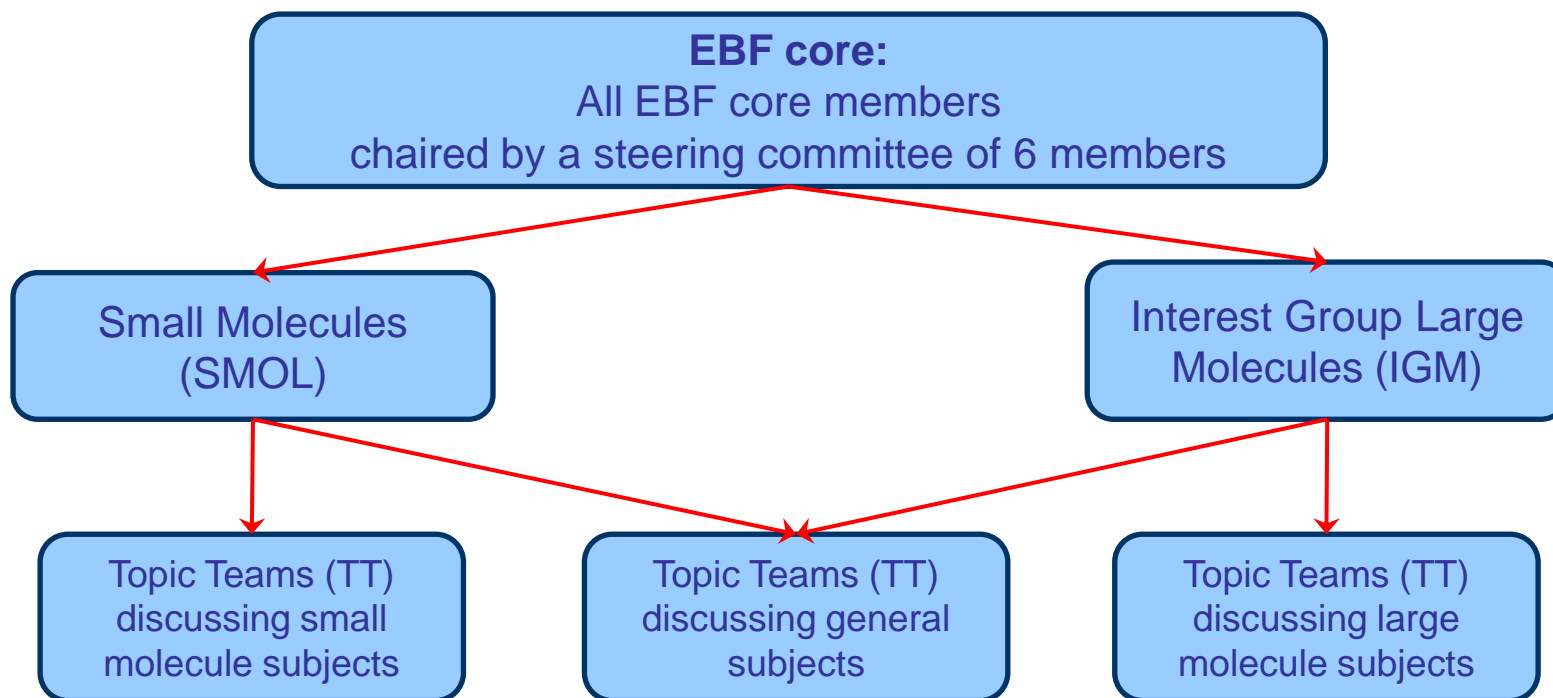 EBF core:
All EBF core members
chaired by a steering committee of 6 members
Small Molecules
(SMOL)
Interest Group Large
Molecules (IGM)
Topic Teams (TT)
discussing small
molecule subjects
Topic Teams (TT)
discussing general
subjects
Topic Teams (TT)
discussing large
molecule subjects